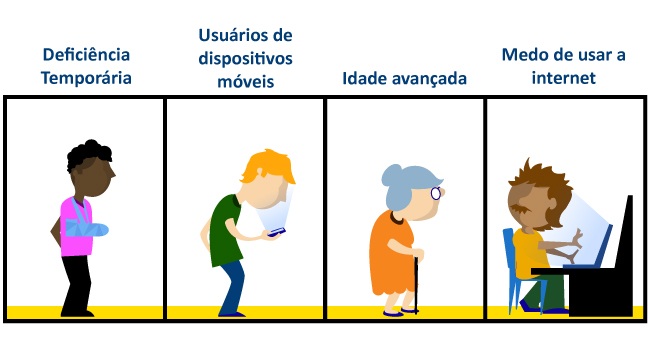 Deficiência
Temporária
Usuários de
dispositivos
móveis
Idade avançada
Medo de usar a
internet